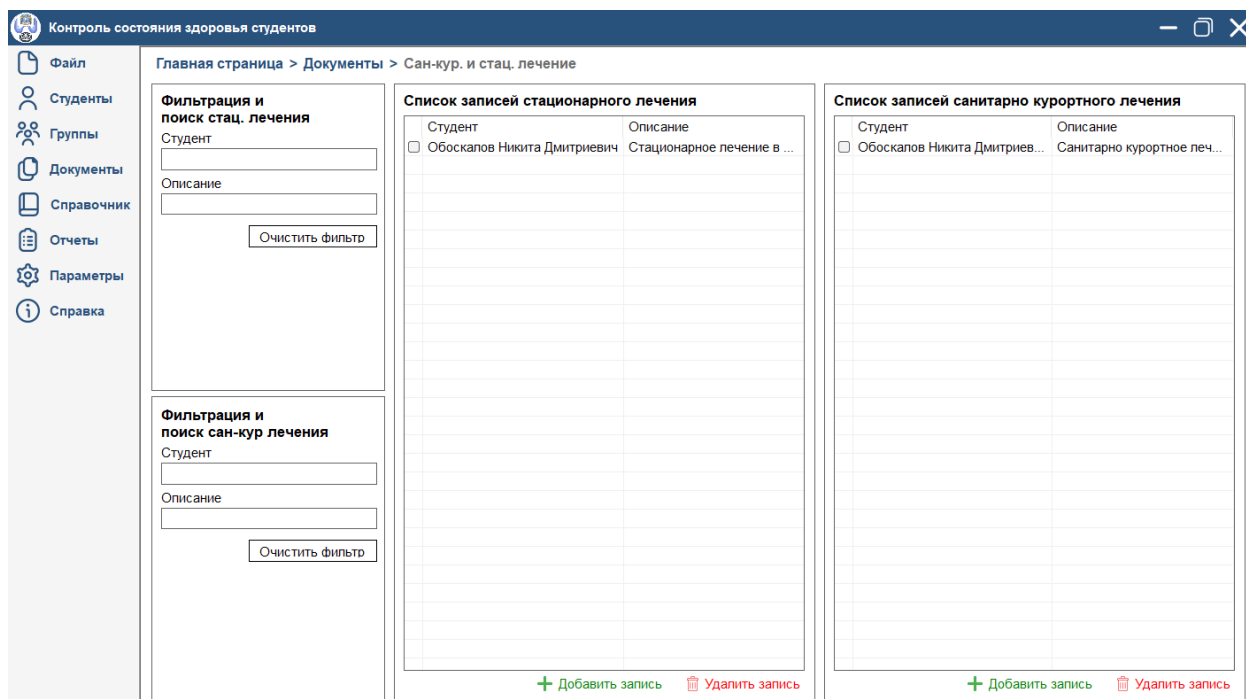 Контроль состояния здоровья студентов
Файл
Студенты
Группы
Документы
Справочник
Отчеты
Параметры
Справка
Главная страница > Документы > Сан-кур. и стац. лечение
Фильтрация и
поиск стац. лечения
Студент
Описание
Очистить фильтр
Фильтрация и
поиск сан-кур лечения
Студент
Описание
Очистить фильтр
Список записей стационарного лечения
Студент Описание
Обоскалов Никита Дмитриевич Стационарное лечение в ...
Добавить запись Удалить запись
Список записей санитарно курортного лечения
Студент Описание
Обоскалов Никита Дмитриев... Санитарно курортное леч...
Добавить запись Удалить запись